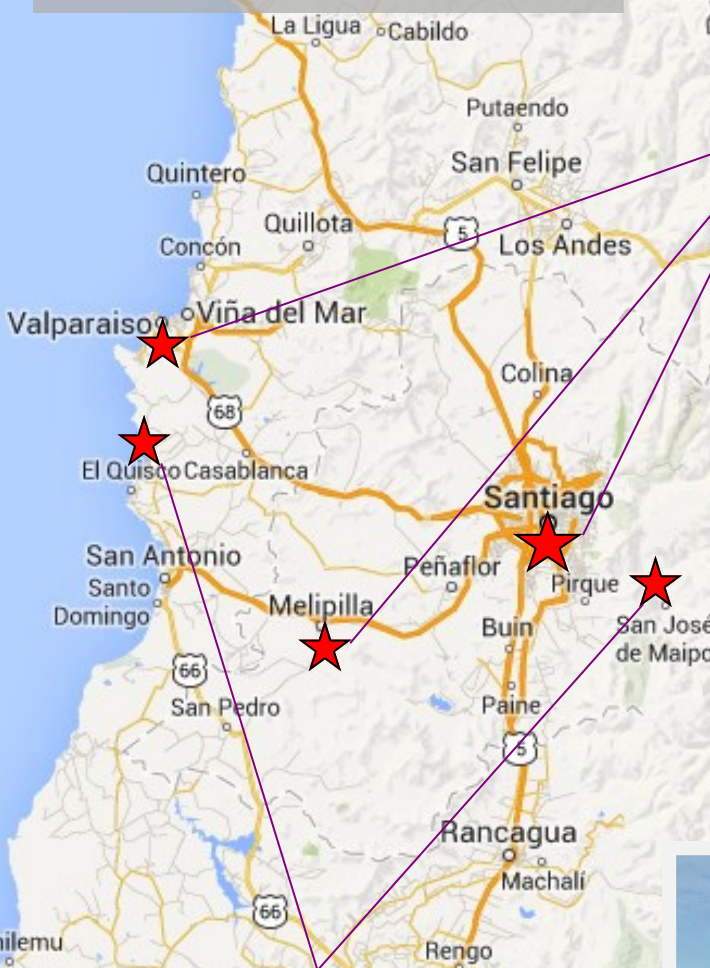 La Ligua
Cabildo
Putaendo
San Felipe
Quintero
Quillota
5
Concón
Los Andes
Valparaiso
Viña del Mar
Colina
68
El Quisco
Casablanca
Santiago
San Antonio
Peñaflor
Santo
Domingo
Pirque
Melipilla
Buin
San José
de Maipo
66
San Pedro
Paine
5
Rancagua
Machalí
66
hilemu
Rengo